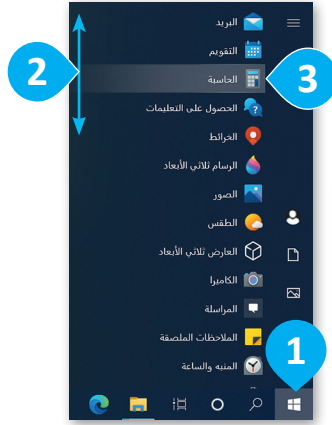 البريد
التقويم
2
الحاسبة
3
الحصول على التعليمات
الخرائط
الرسام ثلاثي الأبعاد
الصور
الطقس
العارض ثلاثي الأبعاد
الكاميرا
المراسلة
الملاحظات الملصقة
المنبه والساعة
1